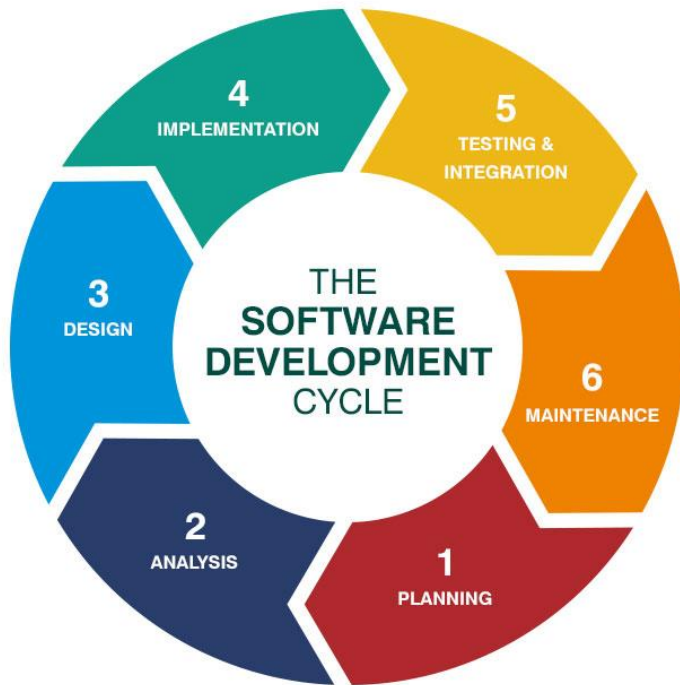 THE
SOFTWARE
DEVELOPMENT
CYCLE
1
PLANNING
2
ANALYSIS
3
DESIGN
4
IMPLEMENTATION
5
TESTING &
INTEGRATION
6
MAINTENANCE